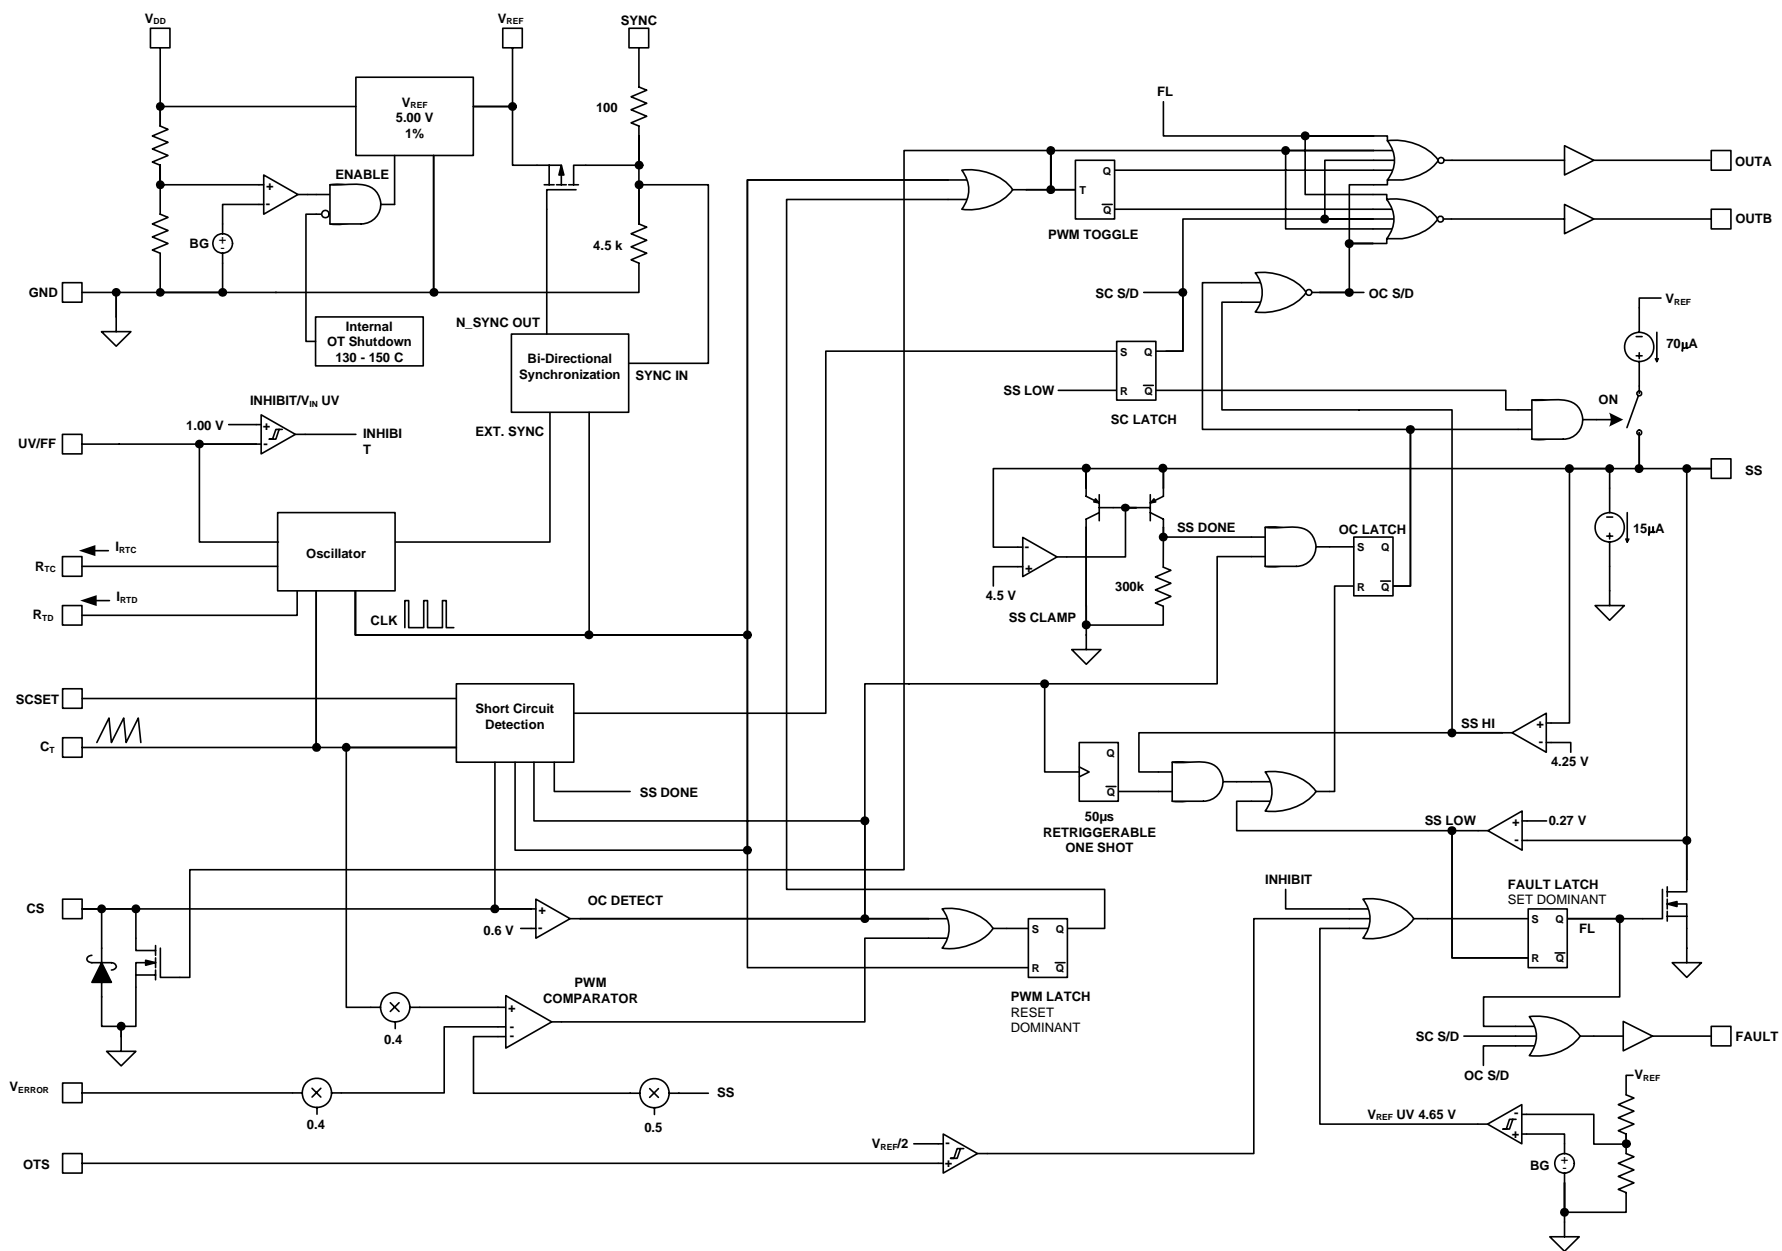 VDD
VREF
SYNC
VREF
5.00 V
1%
100
FL
ENABLE
+
-
BG
+
-
4.5 k
GND
Internal
OT Shutdown
130 - 150 C
N_SYNC OUT
Bi-Directional
Synchronization
SYNC IN
EXT. SYNC
T
Q
Q
PWM TOGGLE
OUTA
OUTB
SC S/D
OC S/D
VREF
-
+
70µA
S
Q
R
Q
SS LOW
SC LATCH
ON
INHIBIT/VIN UV
1.00 V
+
-
INHIBI
T
UV/FF
SS
Oscillator
IRTC
RTC
IRTD
RTD
CLK
-
+
4.5 V
SS CLAMP
SS DONE
300k
OC LATCH
S
Q
R
Q
-
+
15µA
SCSET
CT
Short Circuit
Detection
SS DONE
Q
Q
50µs
RETRIGGERABLE
ONE SHOT
SS HI
+
-
4.25 V
SS LOW
+
-
0.27 V
CS
+
-
0.6 V
OC DETECT
S
Q
R
Q
PWM LATCH
RESET
DOMINANT
INHIBIT
FAULT LATCH
SET DOMINANT
S
Q
R
Q
FL
PWM
COMPARATOR
+
-
-
0.4
VERROR
0.4
0.5
SS
SC S/D
OC S/D
FAULT
VREF
VREF UV 4.65 V
-
+
BG
+
-
OTS
VREF/2
-
+